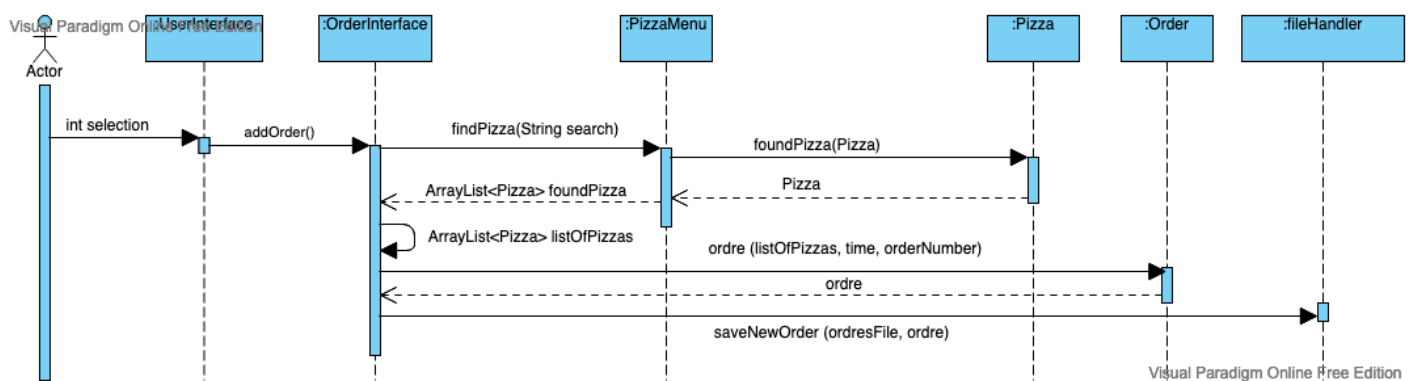 Visual Paradigm Online Free Edition
:UserInterface
:OrderInterface
:PizzaMenu
:Pizza
:Order
:fileHandler
Actor
int selection
addOrder()
findPizza(String search)
foundPizza(Pizza)
Pizza
ArrayList<Pizza> foundPizza
ArrayList<Pizza> listOfPizzas
ordre (listOfPizzas, time, orderNumber)
ordre
saveNewOrder (ordresFile, ordre)
Visual Paradigm Online Free Edition